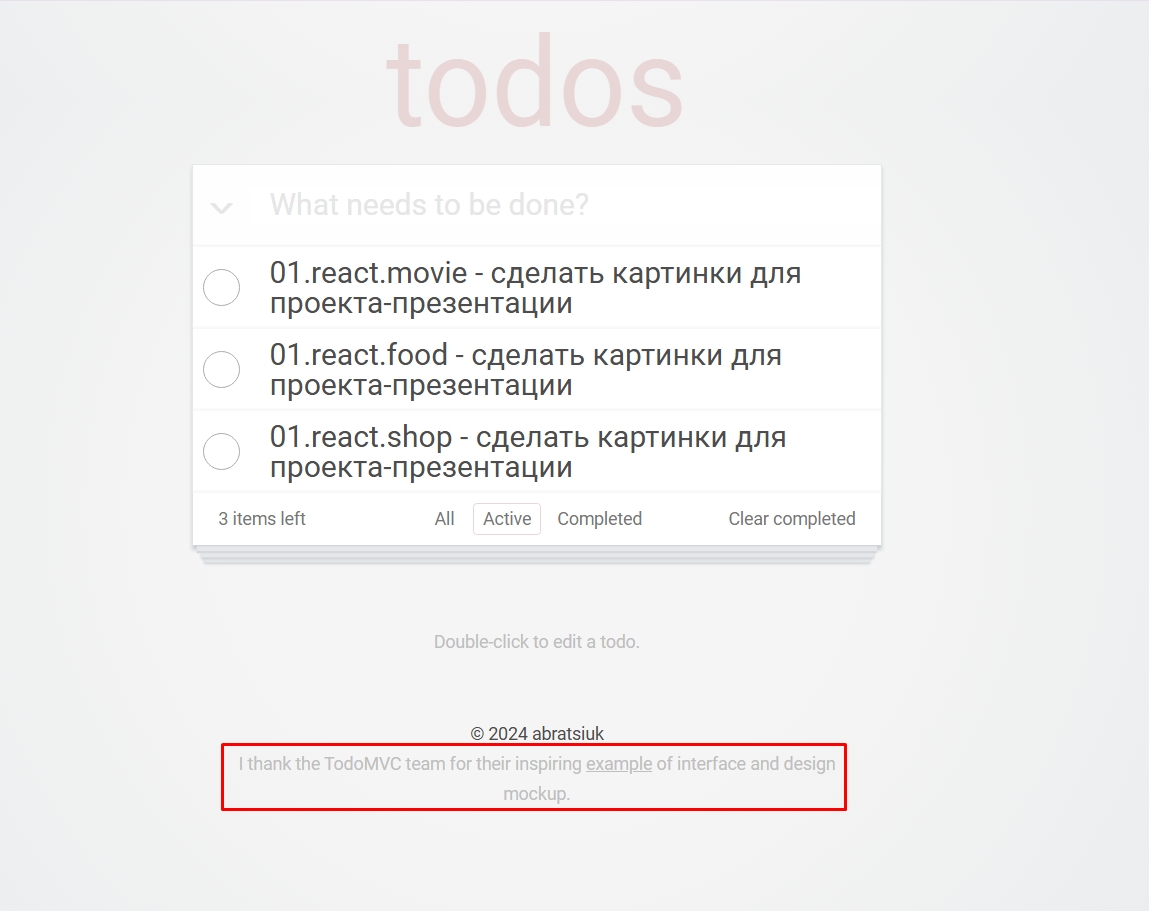 todos
What needs to be done?
01.react.movie - сделать картинки для
проекта-презентации
01.react.food - сделать картинки для
проекта-презентации
01.react.shop - сделать картинки для
проекта-презентации
3 items left All Active Completed Clear completed
Double-click to edit a todo.
© 2024 abratsiuk
I thank the TodoMVC team for their inspiring example of interface and design
mockup.